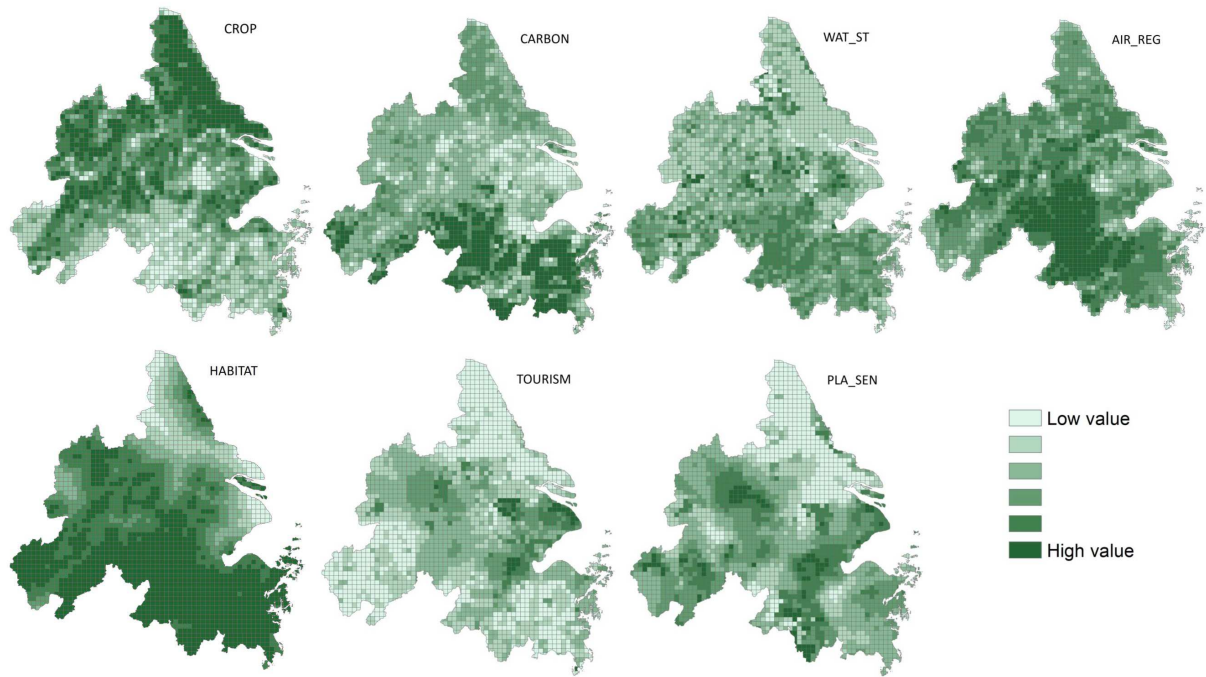 CROP
CARBON
WAT_ST
AIR_REG
HABITAT
TOURISM
PLA_SEN
Low value
High value